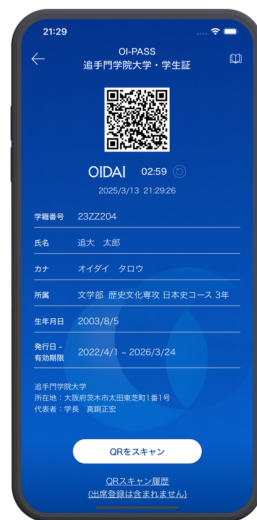 21:29
OI-PASS
追手門学院大学・学生証
OIDAI 02:59
2025/3/13 21:29:26
学籍番号 23ZZ204
氏名 追大 太郎
カナ オイダイ タロウ
所属 文学部 歴史文化専攻 日本史コース 3年
生年月日 2003/8/5
発行日 -
有効期限 2022/4/1 ~ 2026/3/24
追手門学院大学
所在地：大阪府茨木市太田東芝町1番1号
代表者：学長 真銅正宏
QRをスキャン
QRスキャン履歴
(出席登録は含まれません)